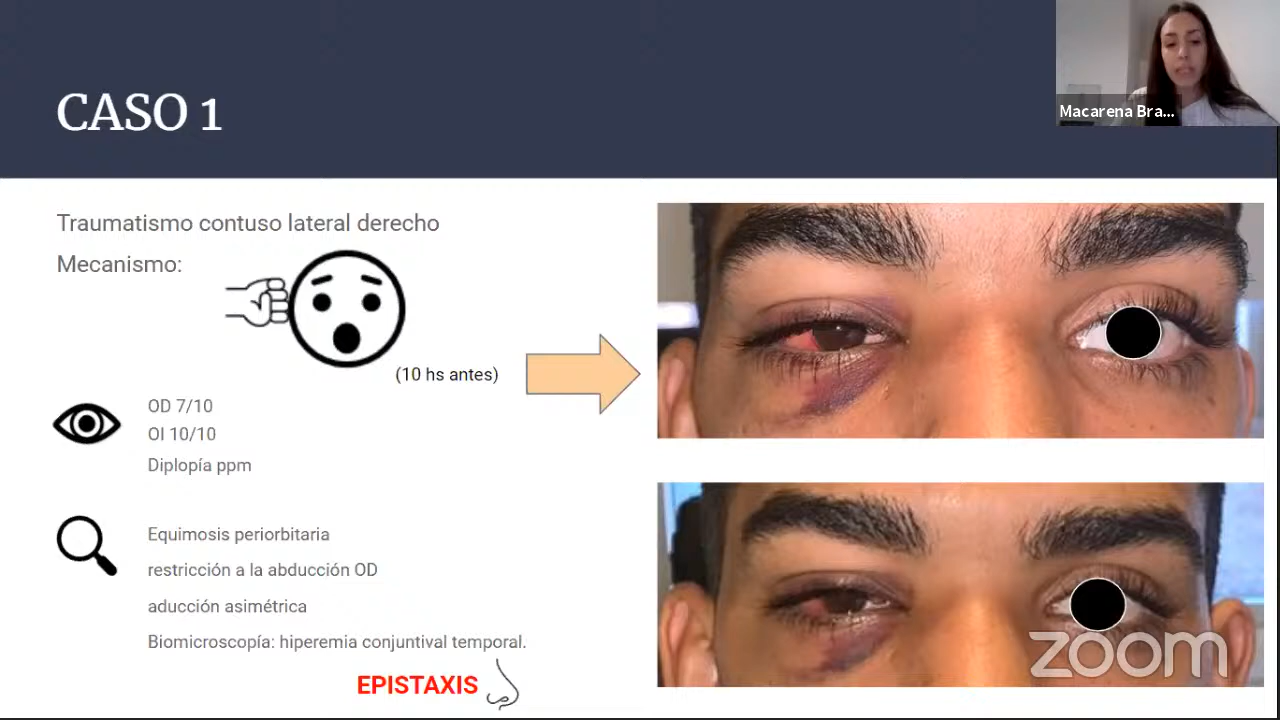 CASO 1
Macarena Bra...
Traumatismo contuso lateral derecho
Mecanismo:
(10 hs antes)
OD 7/10
OI 10/10
Diplopía ppm
Equimosis periorbitaria
restricción a la abducción OD
aducción asimétrica
Biomicroscopía: hiperemia conjuntival temporal.
EPISTAXIS
zoom